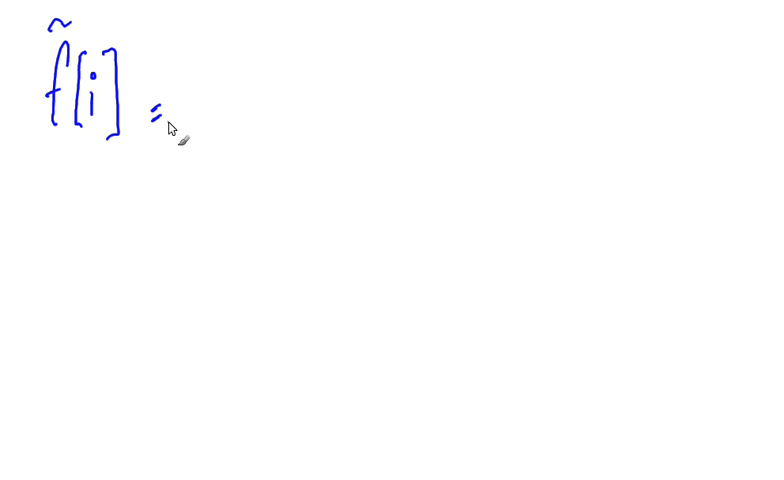 f̃[i] =